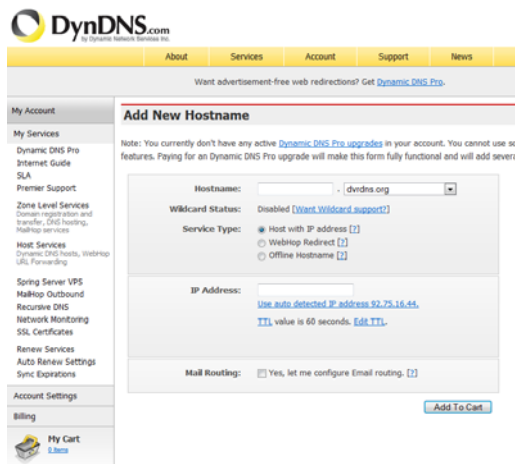 DynDNS.com
by Dynamic Network Services Inc.
About Services Account Support News
Want advertisement-free web redirections? Get Dynamic DNS Pro.
My Account
My Services
Dynamic DNS Pro
Internet Guide
SLA
Premier Support
Zone Level Services
Domain registration and
transfer, DNS hosting,
MailHop services
Host Services
Dynamic DNS hosts, WebHop
URL Forwarding
Spring Server VPS
MailHop Outbound
Recursive DNS
Network Monitoring
SSL Certificates
Renew Services
Auto Renew Settings
Sync Expirations
Account Settings
Billing
My Cart
0 items
Add New Hostname
Note: You currently don't have any active Dynamic DNS Pro upgrades in your account. You cannot use so
features. Paying for an Dynamic DNS Pro upgrade will make this form fully functional and will add severa
Hostname: . dvrdns.org
Wildcard Status: Disabled [Want Wildcard support?]
Service Type: Host with IP address [?]
WebHop Redirect [?]
Offline Hostname [?]
IP Address:
Use auto detected IP address 92.75.16.44.
TTL value is 60 seconds. Edit TTL.
Mail Routing: Yes, let me configure Email routing. [?]
Add To Cart